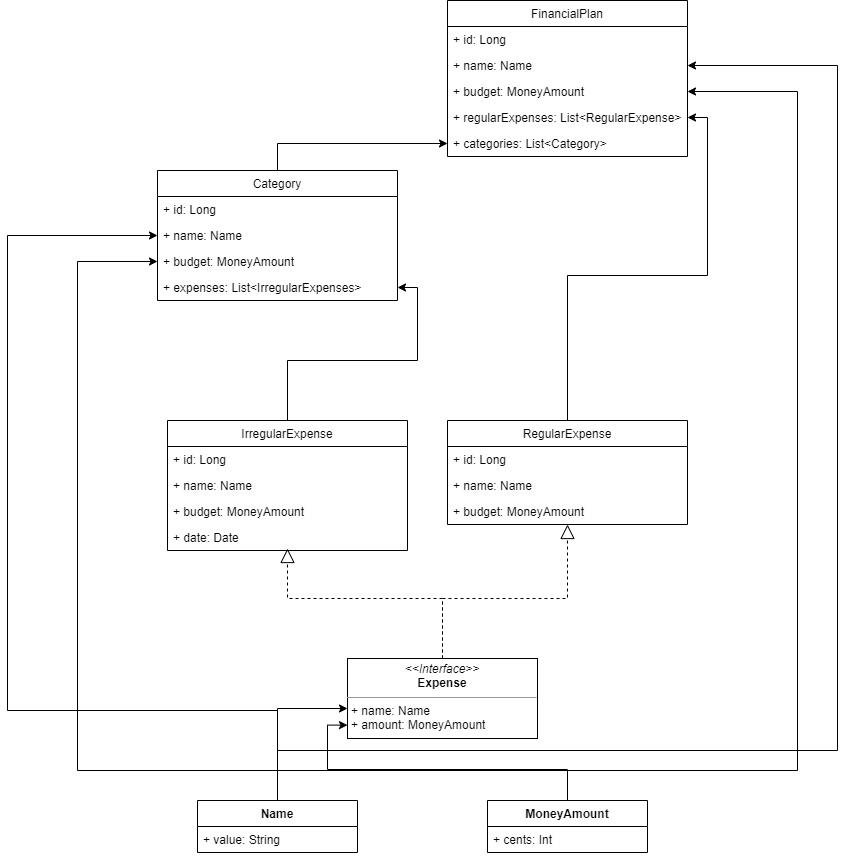 FinancialPlan
+ id: Long
+ name: Name
+ budget: MoneyAmount
+ regularExpenses: List<RegularExpense>
+ categories: List<Category>
Category
+ id: Long
+ name: Name
+ budget: MoneyAmount
+ expenses: List<IrregularExpenses>
IrregularExpense
+ id: Long
+ name: Name
+ budget: MoneyAmount
+ date: Date
RegularExpense
+ id: Long
+ name: Name
+ budget: MoneyAmount
<<Interface>>
Expense
+ name: Name
+ amount: MoneyAmount
Name
+ value: String
MoneyAmount
+ cents: Int